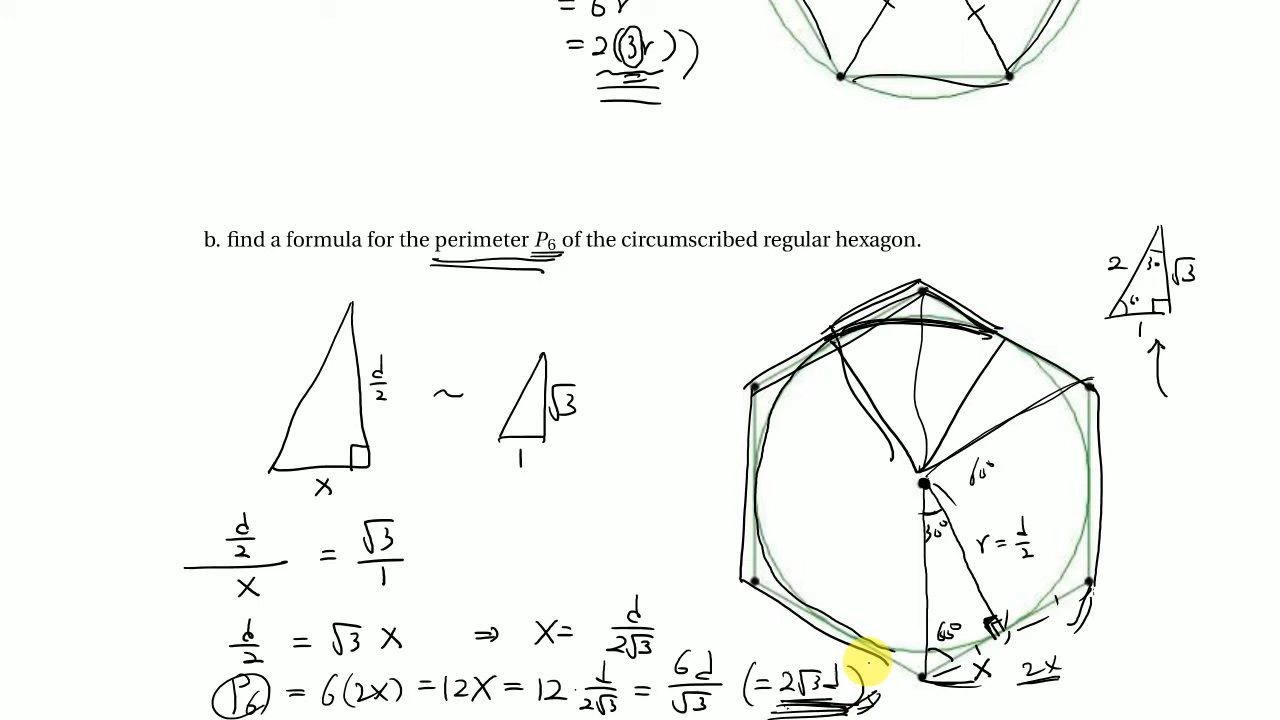 = 6r
= 2(3r))
b. find a formula for the perimeter P₆ of the circumscribed regular hexagon.
2 30 √3
60
1
d/2 ~ √3
x 1
60°
30° r = d/2
(d/2)/x = √3/1
d/2 = √3 x ⇒ x = d/(2√3)
60° x 2x
P₆ = 6(2x) = 12x = 12 · d/(2√3) = 6d/√3 (= 2√3d)